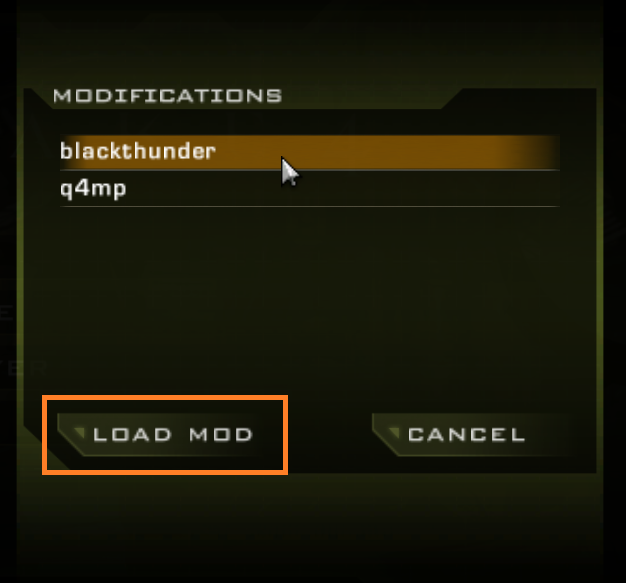 MODIFICATIONS
blackthunder
q4mp
LOAD MOD
CANCEL